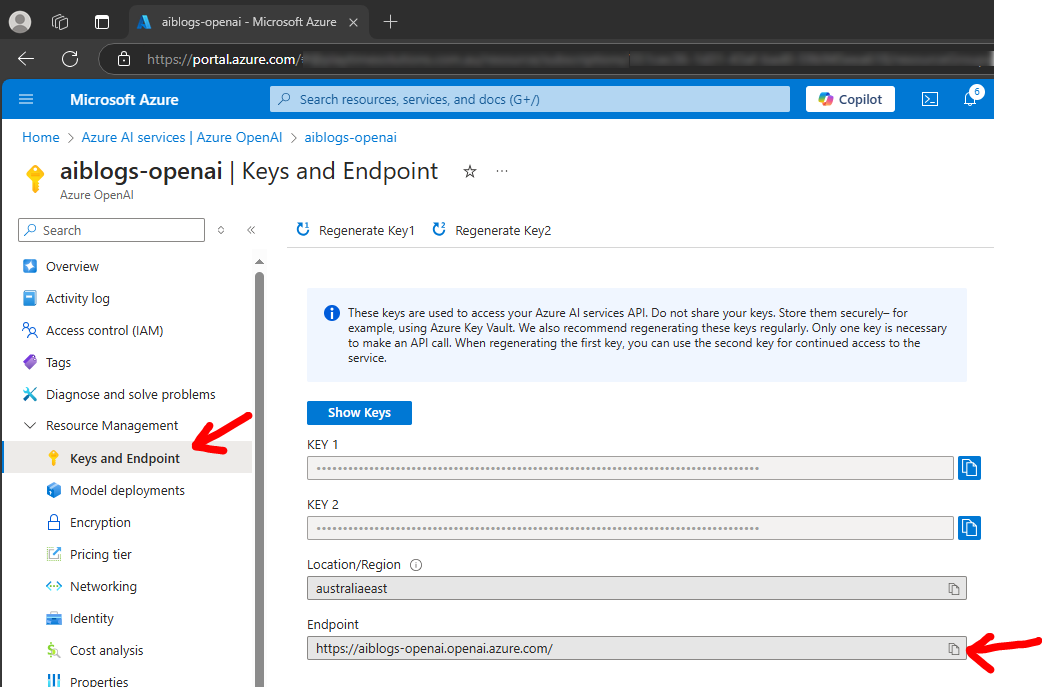 aiblogs-openai - Microsoft Azure
https://portal.azure.com/
Microsoft Azure
Search resources, services, and docs (G+/)
Copilot
6
Home > Azure AI services | Azure OpenAI > aiblogs-openai
aiblogs-openai | Keys and Endpoint
Azure OpenAI
Search
Regenerate Key1
Regenerate Key2
Overview
Activity log
Access control (IAM)
Tags
Diagnose and solve problems
Resource Management
Keys and Endpoint
Model deployments
Encryption
Pricing tier
Networking
Identity
Cost analysis
Properties
These keys are used to access your Azure AI services API. Do not share your keys. Store them securely– for
example, using Azure Key Vault. We also recommend regenerating these keys regularly. Only one key is necessary
to make an API call. When regenerating the first key, you can use the second key for continued access to the
service.
Show Keys
KEY 1
KEY 2
Location/Region
australiaeast
Endpoint
https://aiblogs-openai.openai.azure.com/